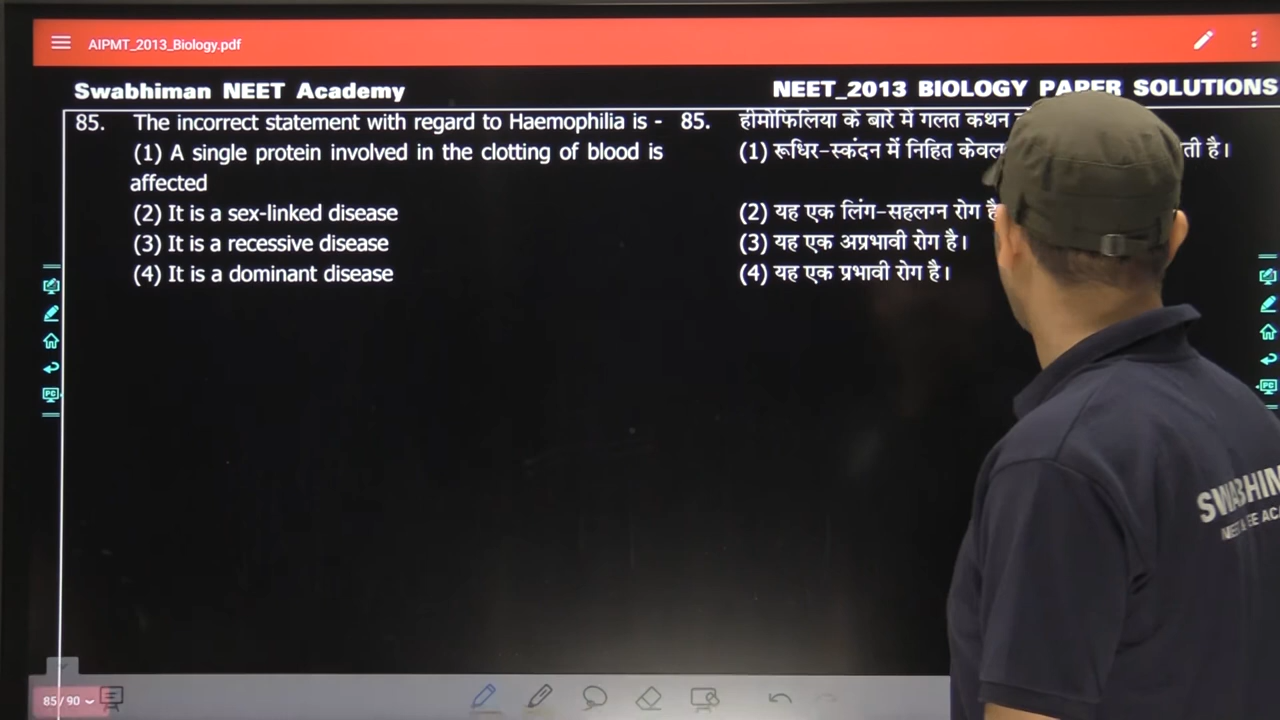 AIPMT_2013_Biology.pdf
Swabhiman NEET Academy
NEET_2013 BIOLOGY PAPER SOLUTIONS
85. The incorrect statement with regard to Haemophilia is -
(1) A single protein involved in the clotting of blood is
affected
(2) It is a sex-linked disease
(3) It is a recessive disease
(4) It is a dominant disease
85. हीमोफिलिया के बारे में गलत कथन
(1) रूधिर-स्कंदन में निहित केवल है।
(2) यह एक लिंग-सहलग्न रोग है
(3) यह एक अप्रभावी रोग है।
(4) यह एक प्रभावी रोग है।
PC
PC
85/90